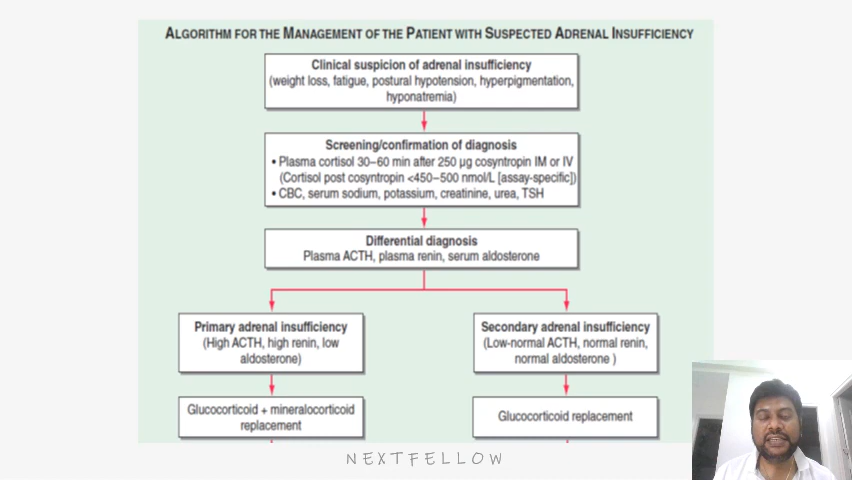 ALGORITHM FOR THE MANAGEMENT OF THE PATIENT WITH SUSPECTED ADRENAL INSUFFICIENCY
Clinical suspicion of adrenal insufficiency
(weight loss, fatigue, postural hypotension, hyperpigmentation,
hyponatremia)
Screening/confirmation of diagnosis
• Plasma cortisol 30–60 min after 250 μg cosyntropin IM or IV
(Cortisol post cosyntropin <450–500 nmol/L [assay-specific])
• CBC, serum sodium, potassium, creatinine, urea, TSH
Differential diagnosis
Plasma ACTH, plasma renin, serum aldosterone
Primary adrenal insufficiency
(High ACTH, high renin, low
aldosterone)
Secondary adrenal insufficiency
(Low-normal ACTH, normal renin,
normal aldosterone )
Glucocorticoid + mineralocorticoid
replacement
Glucocorticoid replacement
NEXTFELLOW